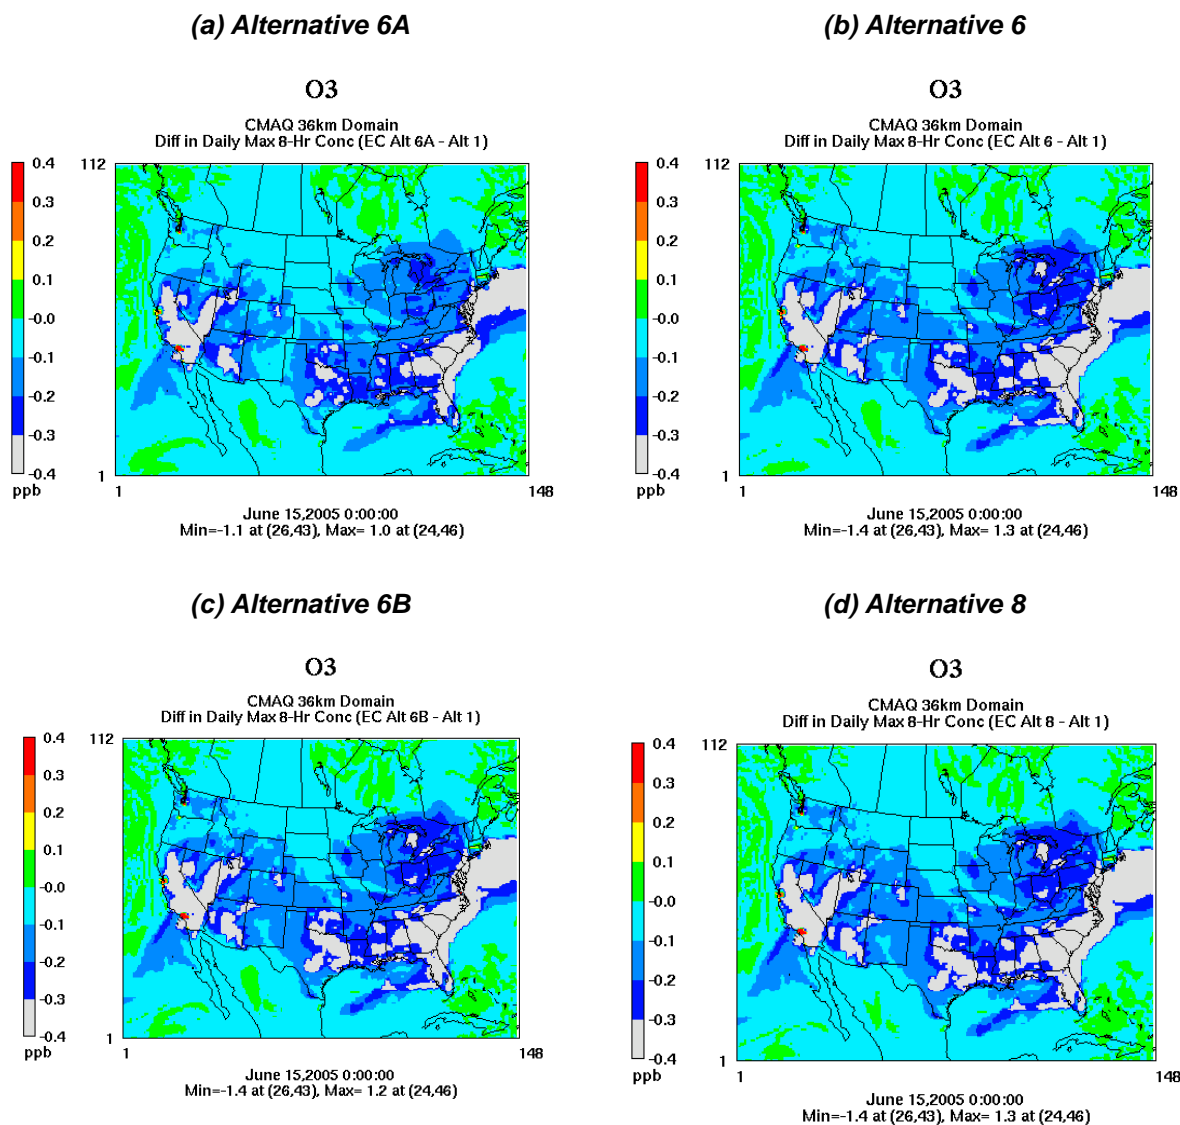 (a) Alternative 6A
O3
CMAQ 36km Domain
Diff in Daily Max 8-Hr Conc (EC Alt 6A - Alt 1)
0.4
0.3
0.2
0.1
-0.0
-0.1
-0.2
-0.3
-0.4
ppb
112
1
1
148
June 15,2005 0:00:00
Min=-1.1 at (26,43), Max= 1.0 at (24,46)
(b) Alternative 6
O3
CMAQ 36km Domain
Diff in Daily Max 8-Hr Conc (EC Alt 6 - Alt 1)
0.4
0.3
0.2
0.1
-0.0
-0.1
-0.2
-0.3
-0.4
ppb
112
1
1
148
June 15,2005 0:00:00
Min=-1.4 at (26,43), Max= 1.3 at (24,46)
(c) Alternative 6B
O3
CMAQ 36km Domain
Diff in Daily Max 8-Hr Conc (EC Alt 6B - Alt 1)
0.4
0.3
0.2
0.1
-0.0
-0.1
-0.2
-0.3
-0.4
ppb
112
1
1
148
June 15,2005 0:00:00
Min=-1.4 at (26,43), Max= 1.2 at (24,46)
(d) Alternative 8
O3
CMAQ 36km Domain
Diff in Daily Max 8-Hr Conc (EC Alt 8 - Alt 1)
0.4
0.3
0.2
0.1
-0.0
-0.1
-0.2
-0.3
-0.4
ppb
112
1
1
148
June 15,2005 0:00:00
Min=-1.4 at (26,43), Max= 1.3 at (24,46)